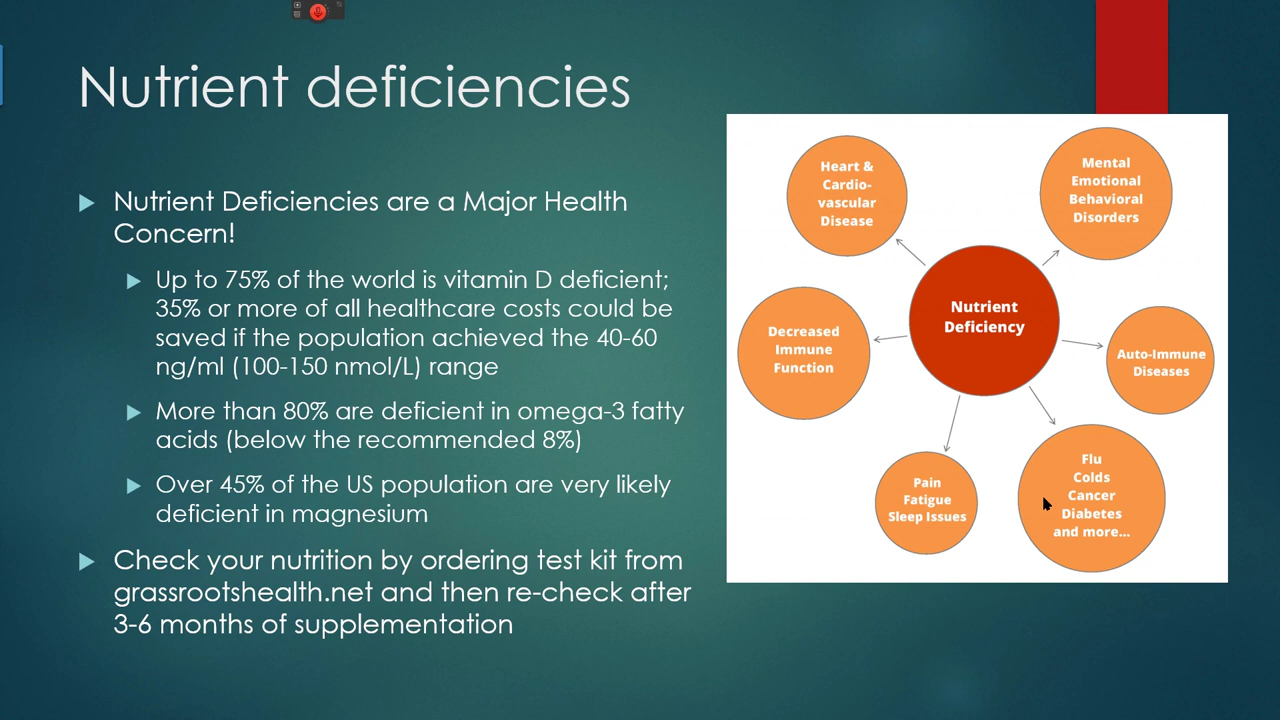 Nutrient deficiencies
Nutrient Deficiencies are a Major Health
Concern!
Up to 75% of the world is vitamin D deficient;
35% or more of all healthcare costs could be
saved if the population achieved the 40-60
ng/ml (100-150 nmol/L) range
More than 80% are deficient in omega-3 fatty
acids (below the recommended 8%)
Over 45% of the US population are very likely
deficient in magnesium
Check your nutrition by ordering test kit from
grassrootshealth.net and then re-check after
3-6 months of supplementation
Heart &
Cardio-
vascular
Disease
Mental
Emotional
Behavioral
Disorders
Nutrient
Deficiency
Decreased
Immune
Function
Auto-Immune
Diseases
Pain
Fatigue
Sleep Issues
Flu
Colds
Cancer
Diabetes
and more...